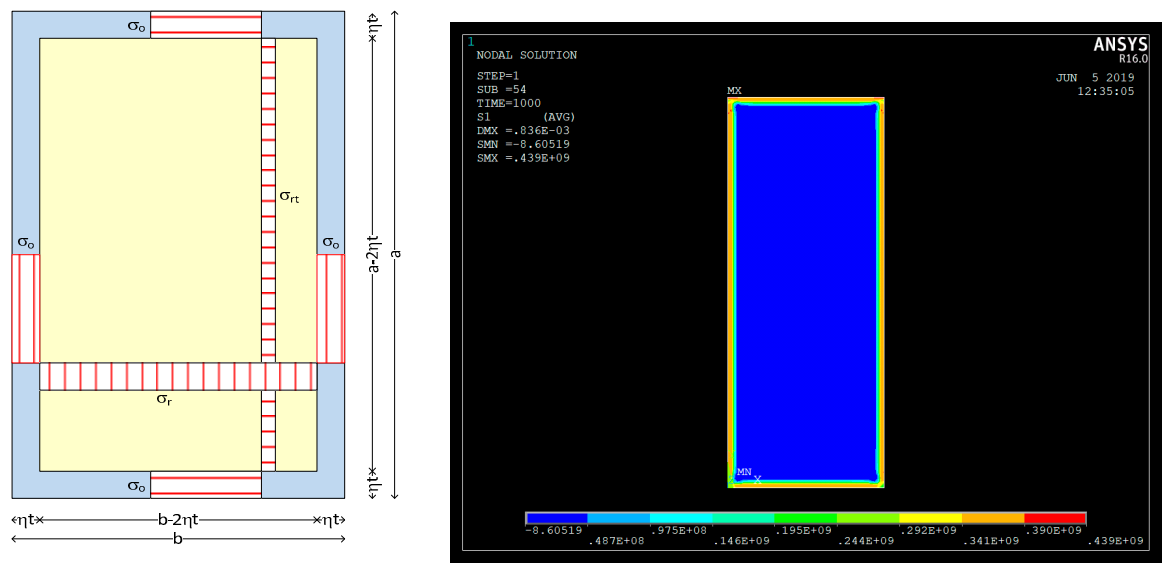 σo
ηt
σrt
σo
σo
a-2ηt
a
σr
σo
ηt
ηt
b-2ηt
ηt
b
1
NODAL SOLUTION
ANSYS
R16.0
STEP=1
SUB =54
TIME=1000
S1 (AVG)
DMX =.836E-03
SMN =-8.60519
SMX =.439E+09
JUN 5 2019
12:35:05
MX
MN
X
-8.60519 .975E+08 .195E+09 .292E+09 .390E+09
.487E+08 .146E+09 .244E+09 .341E+09 .439E+09